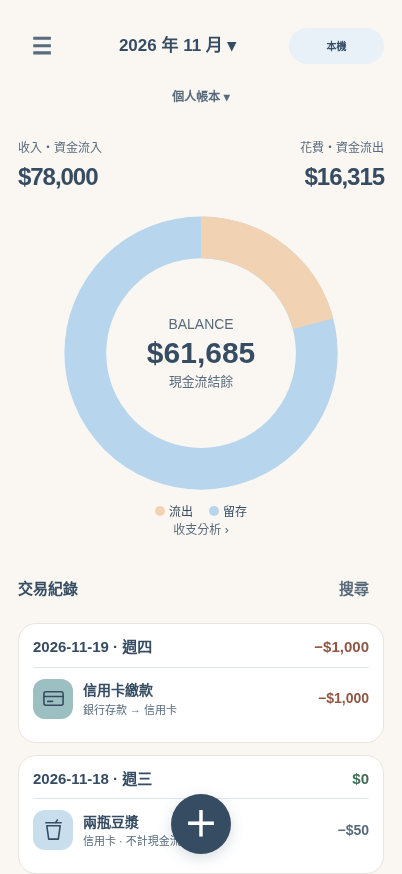 2026 年 11 月 ▾
本機
個人帳本 ▾
收入・資金流入
花費・資金流出
$78,000
$16,315
BALANCE
$61,685
現金流結餘
流出
留存
收支分析 ›
交易紀錄
搜尋
2026-11-19 · 週四
−$1,000
信用卡繳款
銀行存款 → 信用卡
−$1,000
2026-11-18 · 週三
$0
兩瓶豆漿
信用卡 · 不計現金
−$50